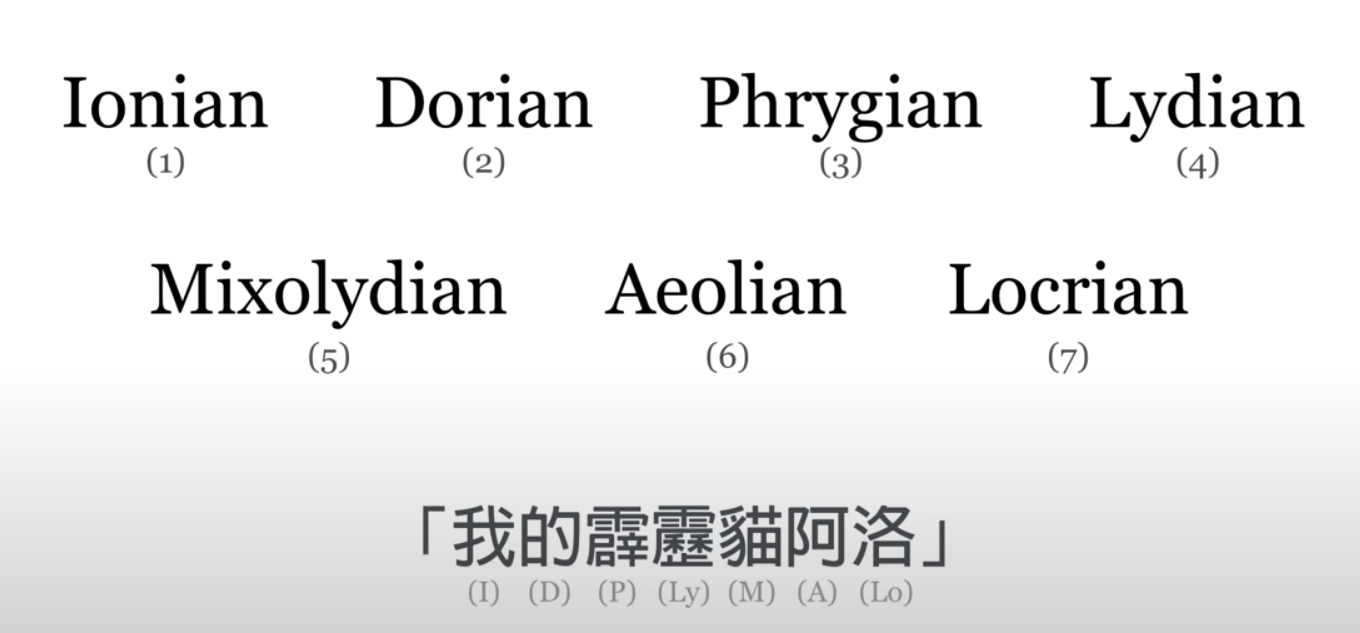 Ionian Dorian Phrygian Lydian
(1) (2) (3) (4)
Mixolydian Aeolian Locrian
(5) (6) (7)
「我的霹靂貓阿洛」
(I) (D) (P) (Ly) (M) (A) (Lo)